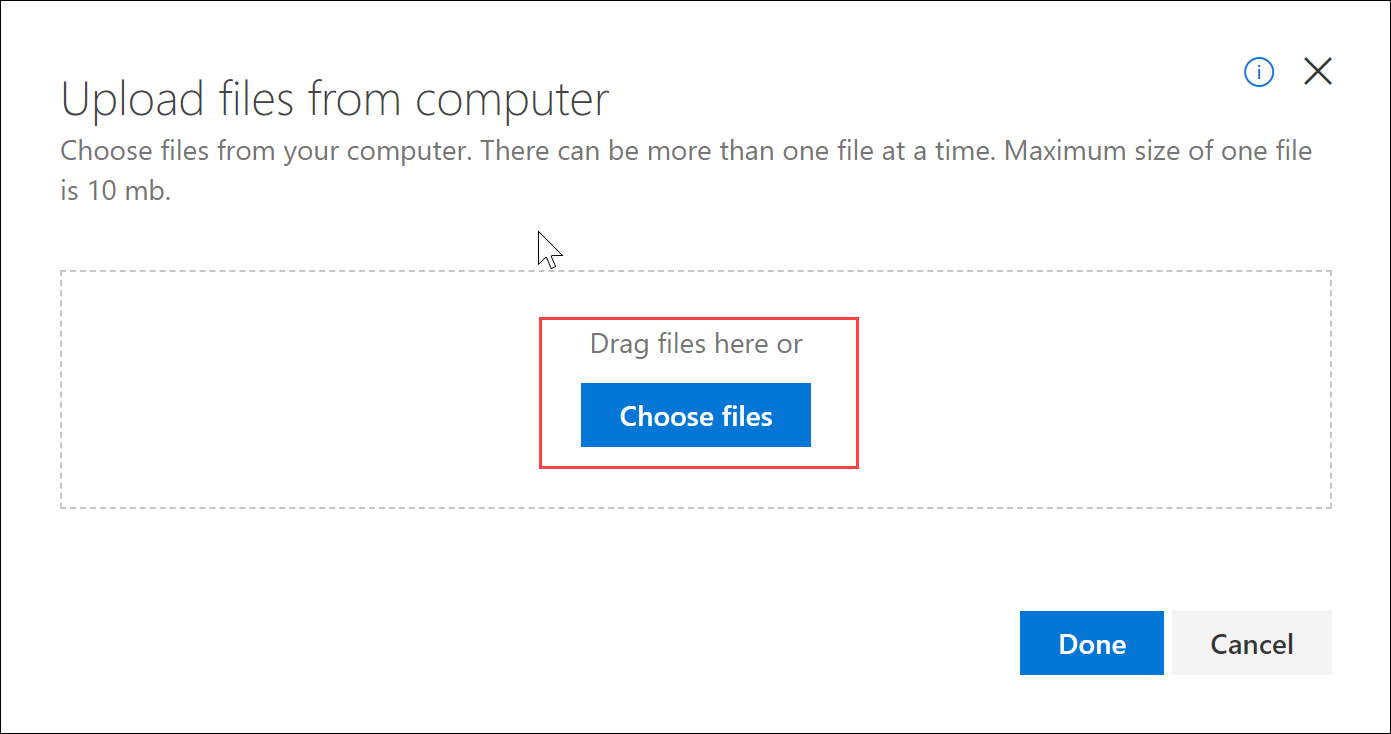 Upload files from computer
Choose files from your computer. There can be more than one file at a time. Maximum size of one file
is 10 mb.
Drag files here or
Choose files
Done
Cancel